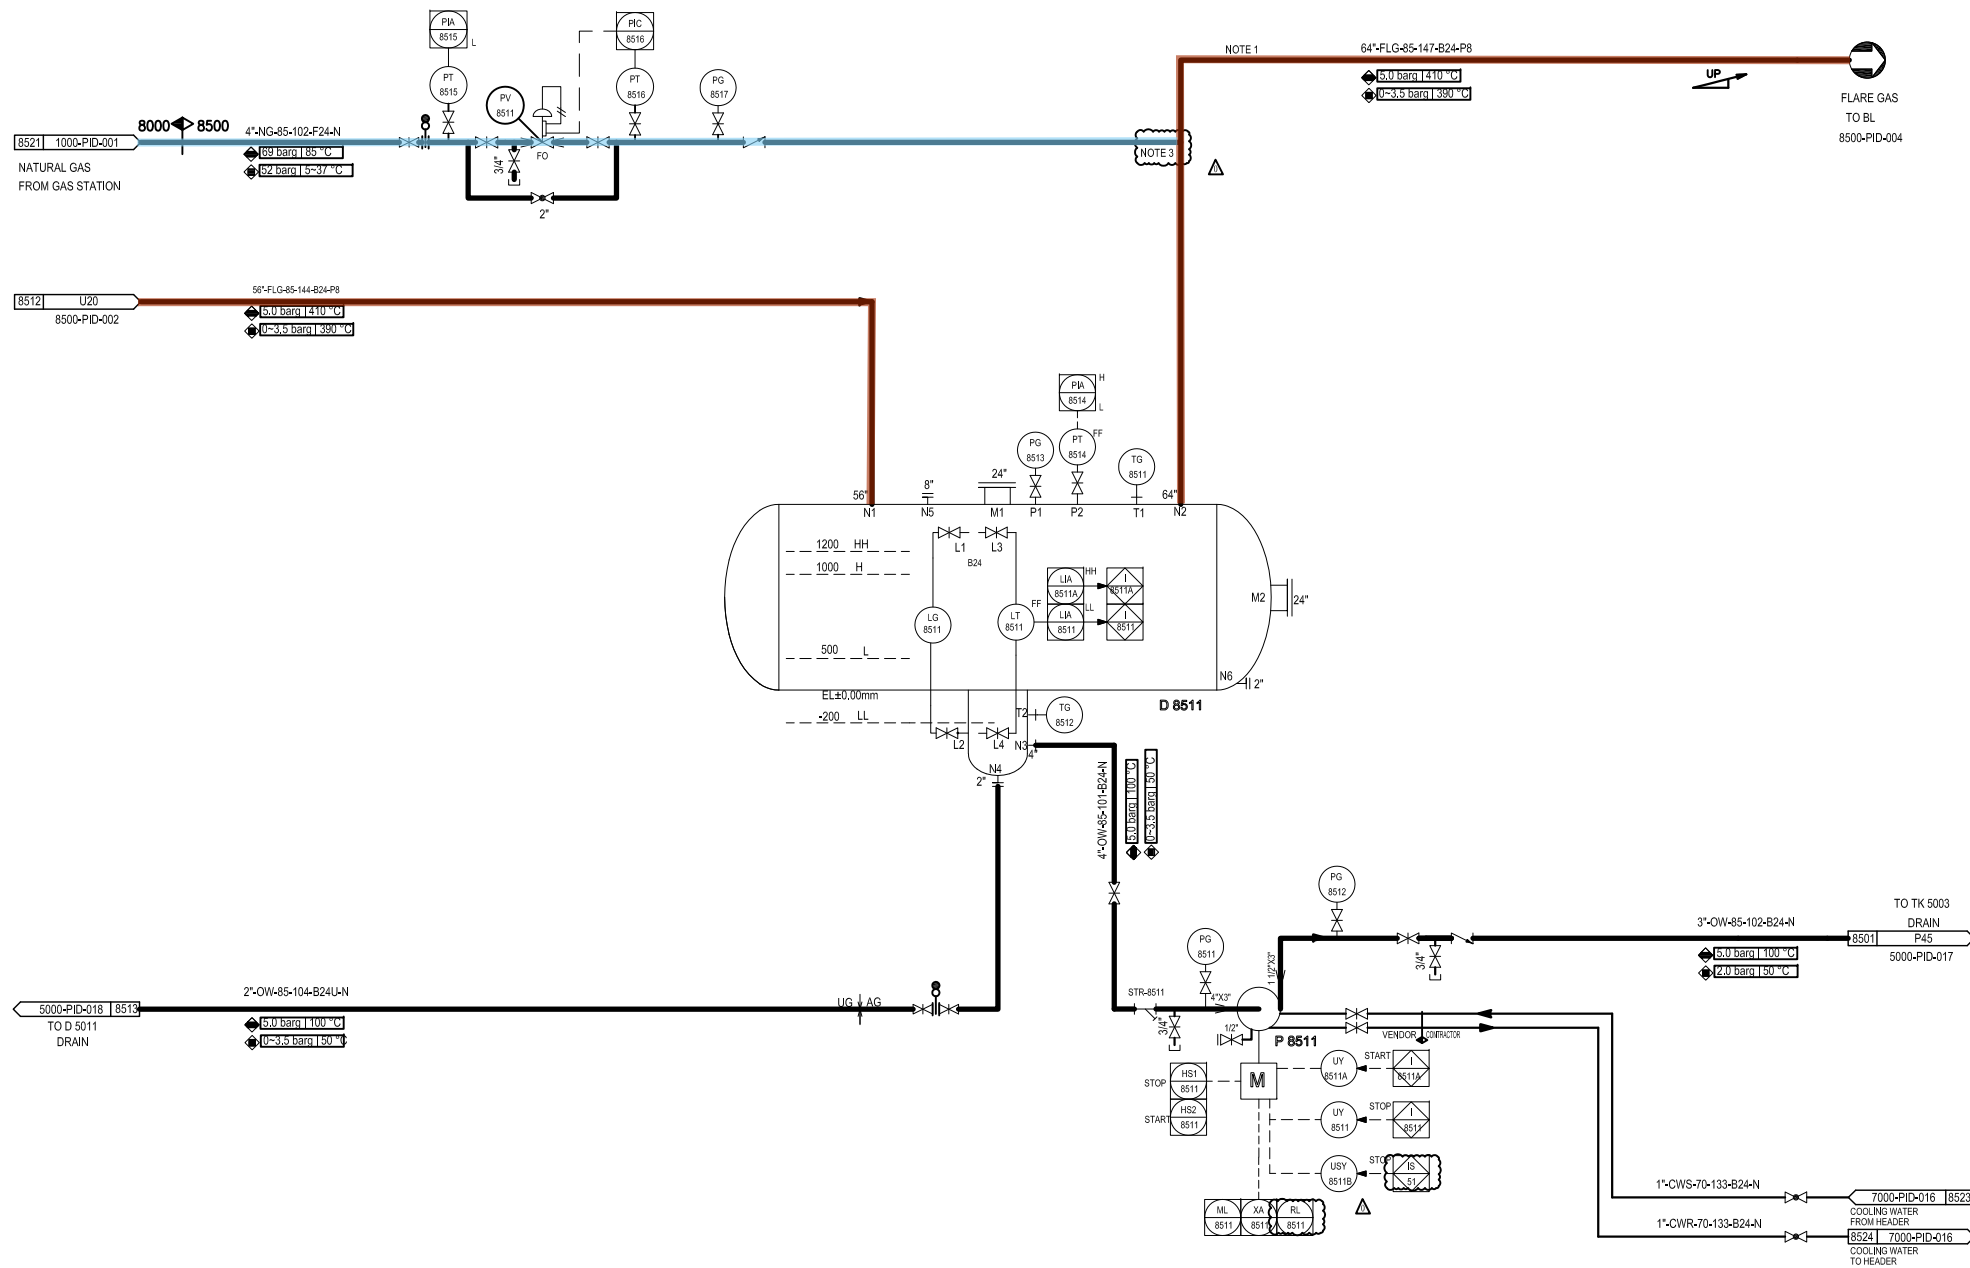 PIA
8515
L
PIC
8516
PT
8515
PV
8511
PT
8516
PG
8517
NOTE 1
64"-FLG-85-147-B24-P8
5.0 barg 410 °C
0~3.5 barg 390 °C
UP
FLARE GAS
TO BL
8500-PID-004
8000 8500
4"-NG-85-102-F24-N
8521 1000-PID-001
69 barg 85 °C
52 barg 5~37 °C
NATURAL GAS
FROM GAS STATION
FO
3/4"
2"
NOTE 3
0
56"-FLG-85-144-B24-P8
8512 U20
8500-PID-002
5.0 barg 410 °C
0~3.5 barg 390 °C
PIA
8514
H
L
PG
8513
PT
8514
FF
TG
8511
56"
8"
24"
64"
N1
N5
M1
P1
P2
T1
N2
1200 HH
1000 H
L1
L3
B24
LG
8511
LT
8511
FF
LIA
8511A
HH
I
8511A
LIA
8511
LL
I
8511
M2
24"
500 L
N6
2"
EL±0.00mm
D 8511
-200 LL
T2
TG
8512
L2
L4
N3
4"
N4
2"
4"-OW-85-101-B24-N
5.0 barg 100 °C
0~3.5 barg 50 °C
PG
8512
TO TK 5003
DRAIN
3"-OW-85-102-B24-N
8501 P45
5000-PID-017
5.0 barg 100 °C
2.0 barg 50 °C
3/4"
PG
8511
1 1/2"X3"
STR-8511
4"X3"
3/4"
1/2"
P 8511
VENDOR
CONTRACTOR
2"-OW-85-104-B24U-N
UG AG
5000-PID-018 8513
TO D 5011
DRAIN
5.0 barg 100 °C
0~3.5 barg 50 °C
M
STOP
HS1
8511
START
HS2
8511
UY
8511A
START
I
8511A
UY
8511
STOP
I
8511
USY
8511B
STOP
IS
51
0
ML
8511
XA
8511
RL
8511
1"-CWS-70-133-B24-N
7000-PID-016 8523
COOLING WATER
FROM HEADER
1"-CWR-70-133-B24-N
8524 7000-PID-016
COOLING WATER
TO HEADER